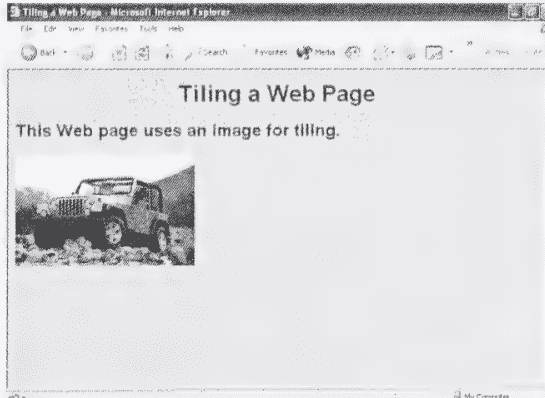 Tiling a Web Page - Microsoft Internet Explorer
File Edit View Favorites Tools Help
Back Search Favorites Media
Tiling a Web Page
This Web page uses an image for tiling.
My Computer